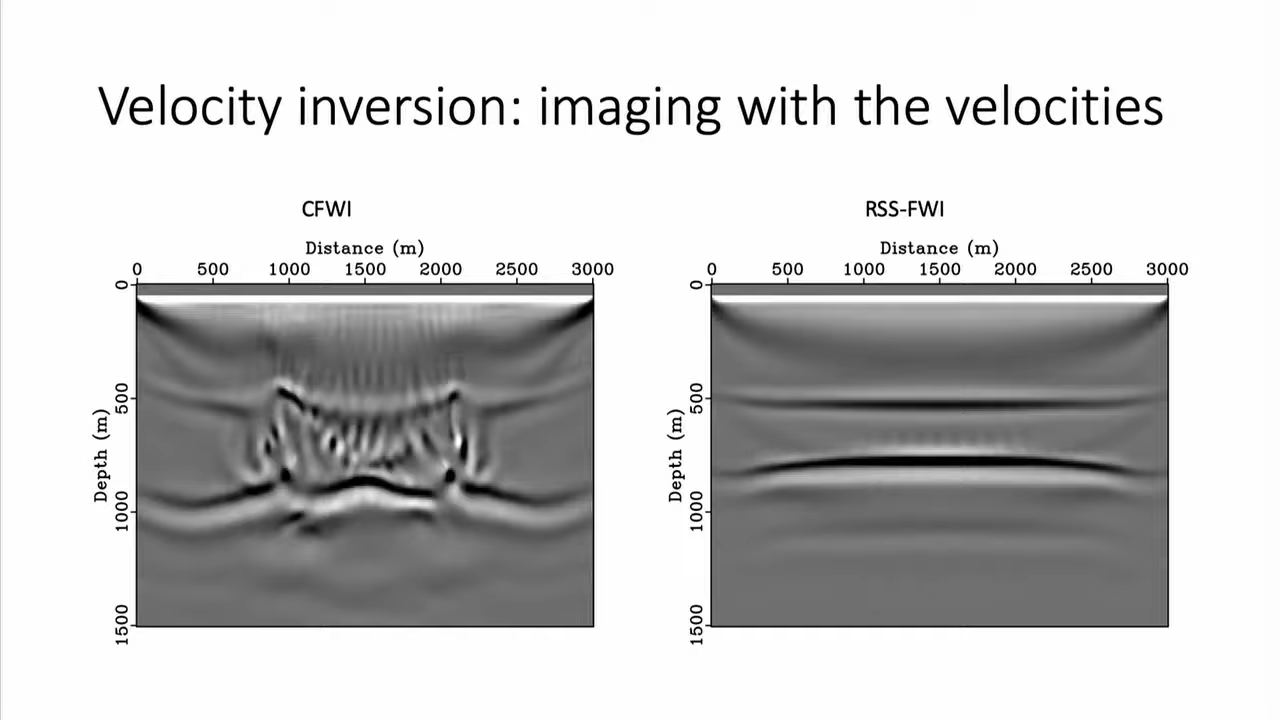 Velocity inversion: imaging with the velocities
CFWI
Distance (m)
0 500 1000 1500 2000 2500 3000
Depth (m)
0
500
1000
1500
RSS-FWI
Distance (m)
0 500 1000 1500 2000 2500 3000
Depth (m)
0
500
1000
1500